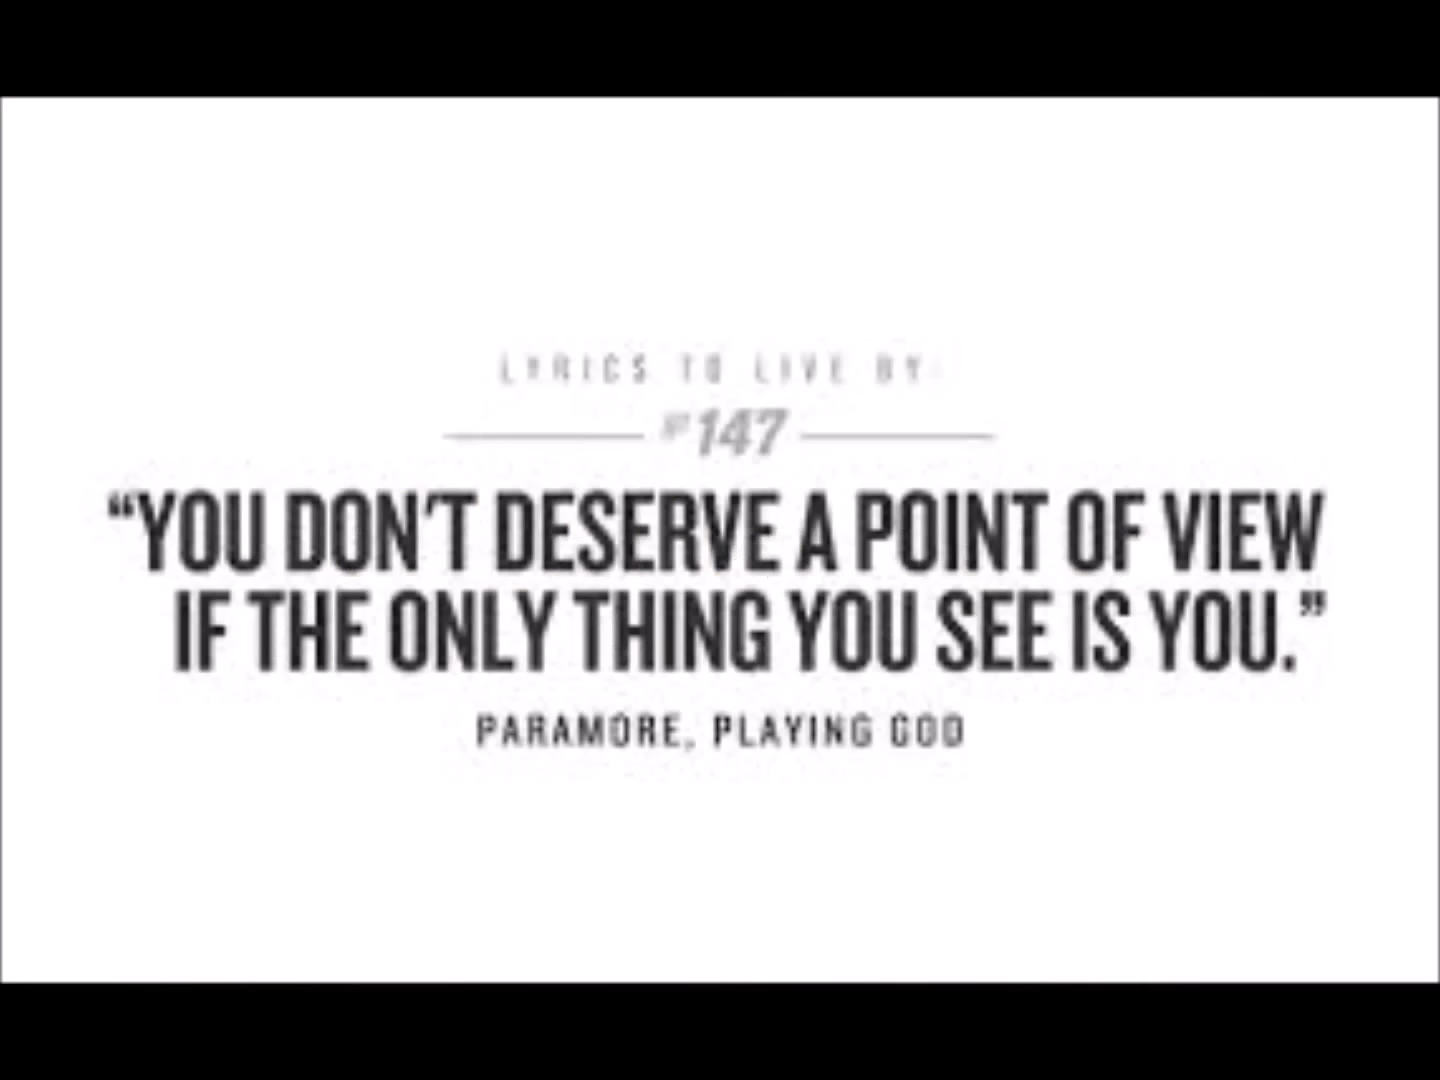 LYRICS TO LIVE BY:
Nº 147
“YOU DON'T DESERVE A POINT OF VIEW
IF THE ONLY THING YOU SEE IS YOU.”
PARAMORE, PLAYING GOD